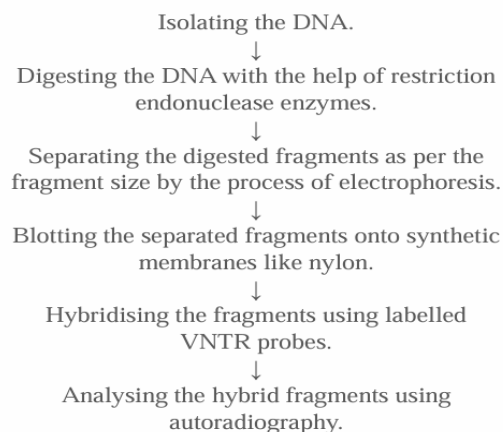 Isolating the DNA.
↓
Digesting the DNA with the help of restriction
endonuclease enzymes.
↓
Separating the digested fragments as per the
fragment size by the process of electrophoresis.
↓
Blotting the separated fragments onto synthetic
membranes like nylon.
↓
Hybridising the fragments using labelled
VNTR probes.
↓
Analysing the hybrid fragments using
autoradiography.